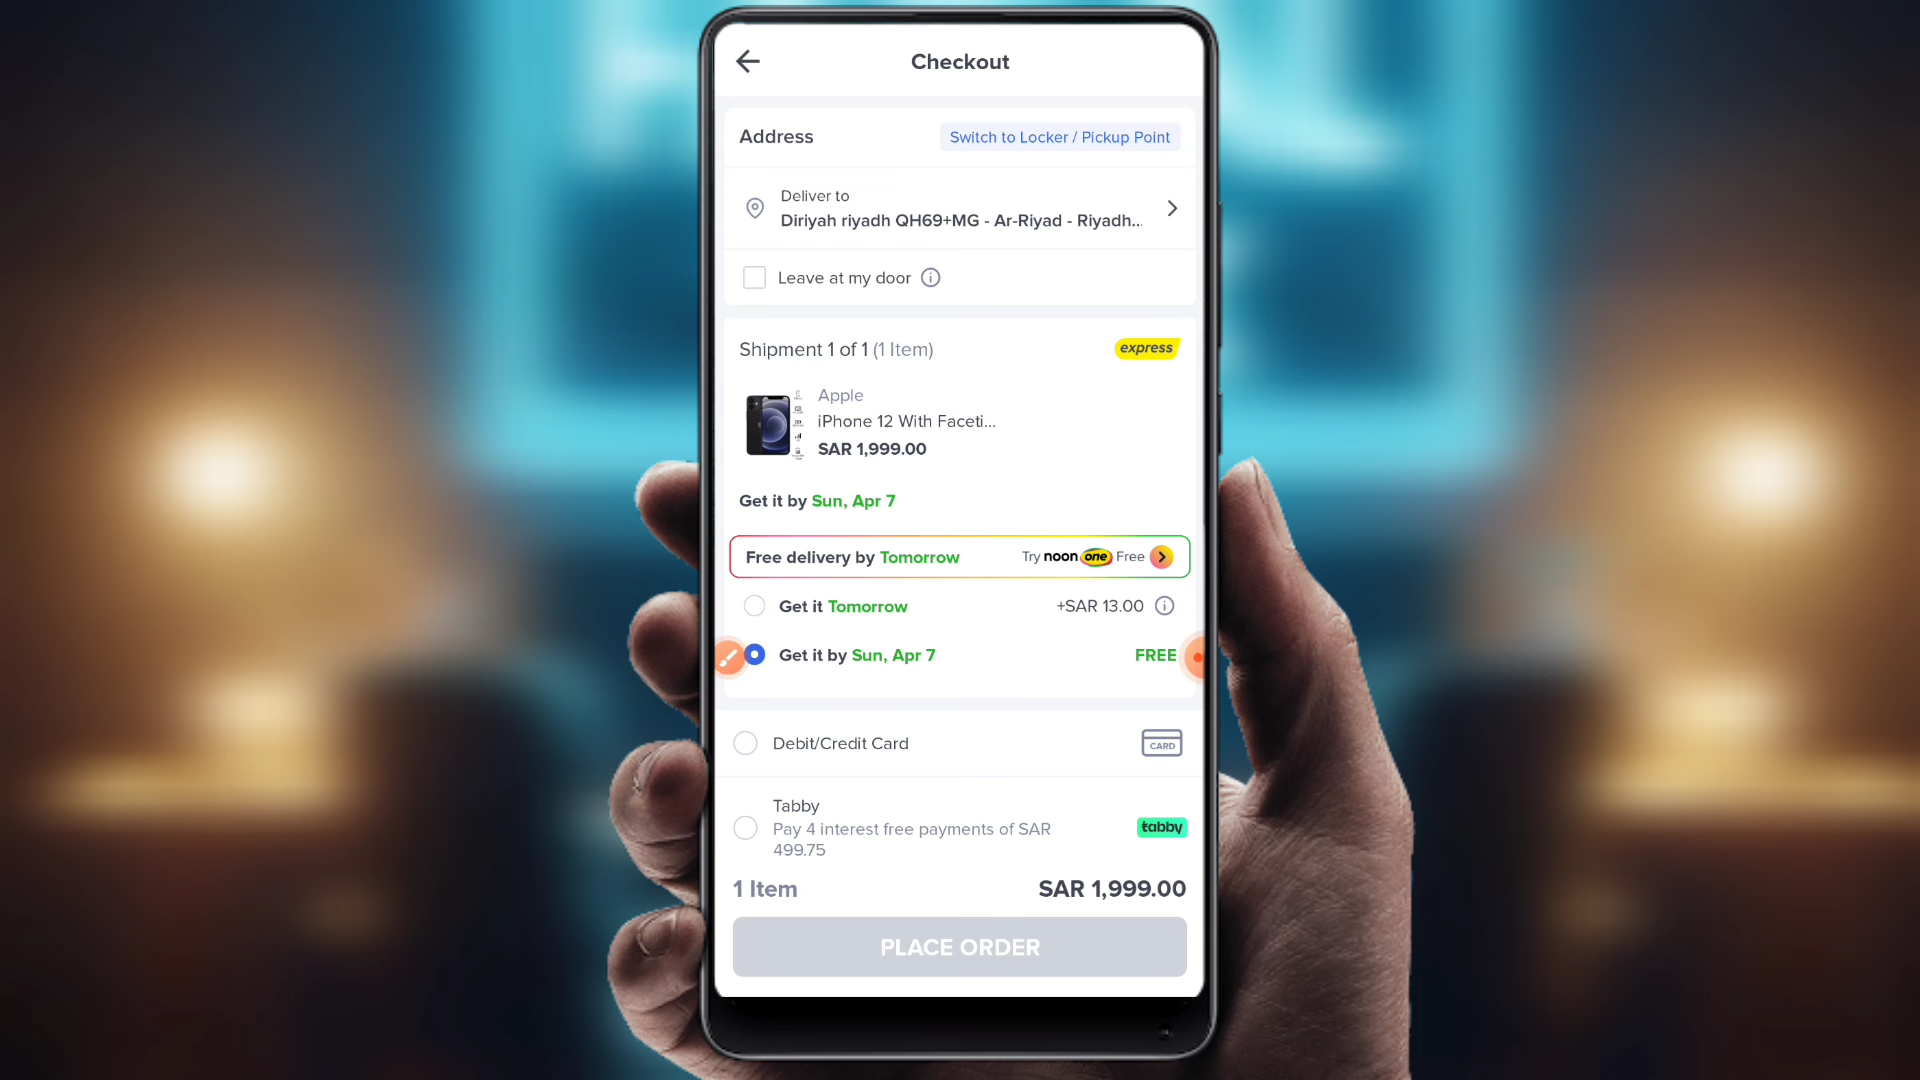 Checkout
Address
Switch to Locker / Pickup Point
Deliver to
Diriyah riyadh QH69+MG - Ar-Riyad - Riyadh...
Leave at my door
Shipment 1 of 1 (1 Item)
express
Apple
iPhone 12 With Faceti...
SAR 1,999.00
Get it by Sun, Apr 7
Free delivery by Tomorrow
Try noon one Free
Get it Tomorrow
+SAR 13.00
Get it by Sun, Apr 7
FREE
Debit/Credit Card
CARD
Tabby
Pay 4 interest free payments of SAR
499.75
tabby
1 Item
SAR 1,999.00
PLACE ORDER